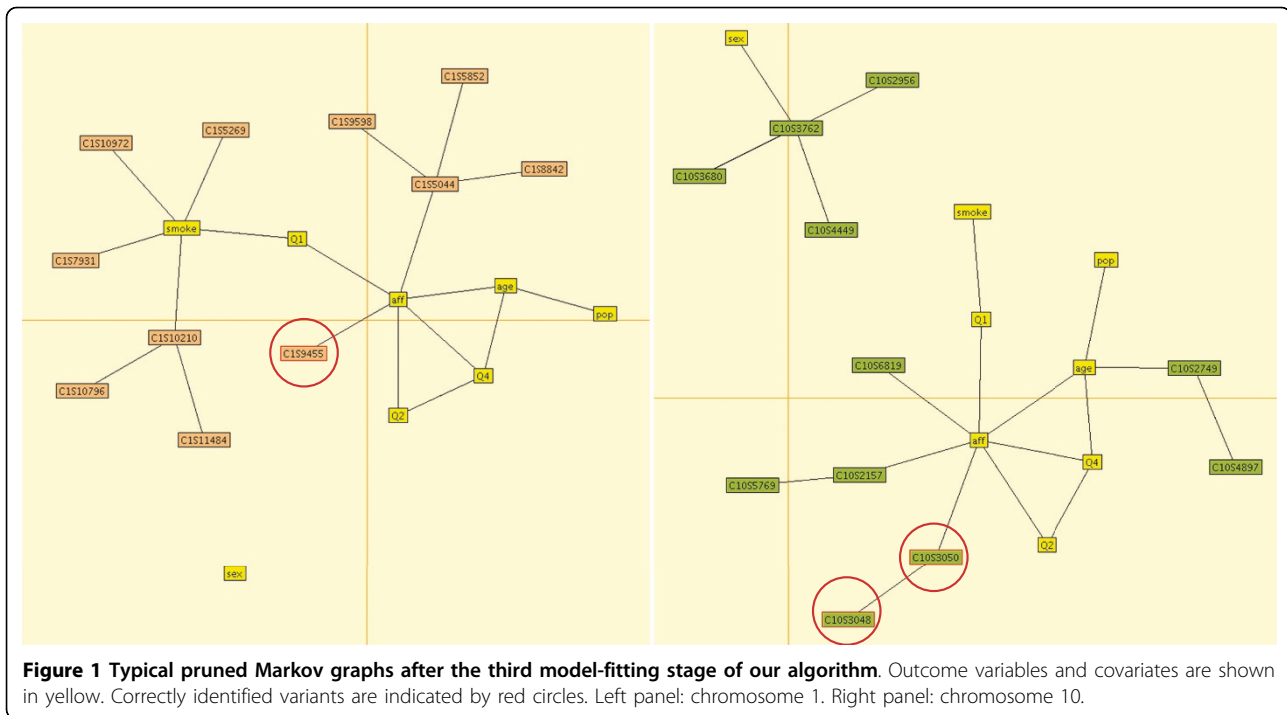 sex
C10S2956
C1S5852
C1S9598
C1S5269
C10S3762
C1S10972
C1S8842
C10S3680
C1S5044
smoke
C10S4449
smoke
Q1
C1S7931
pop
age
aff
pop
Q1
C1S10210
C1S9455
C10S6819
age
C10S2749
Q4
C1S10796
Q2
C1S11484
aff
Q4
C10S4897
C10S2157
C10S5769
Q2
C10S3050
sex
C10S3048
Figure 1 Typical pruned Markov graphs after the third model-fitting stage of our algorithm. Outcome variables and covariates are shown
in yellow. Correctly identified variants are indicated by red circles. Left panel: chromosome 1. Right panel: chromosome 10.